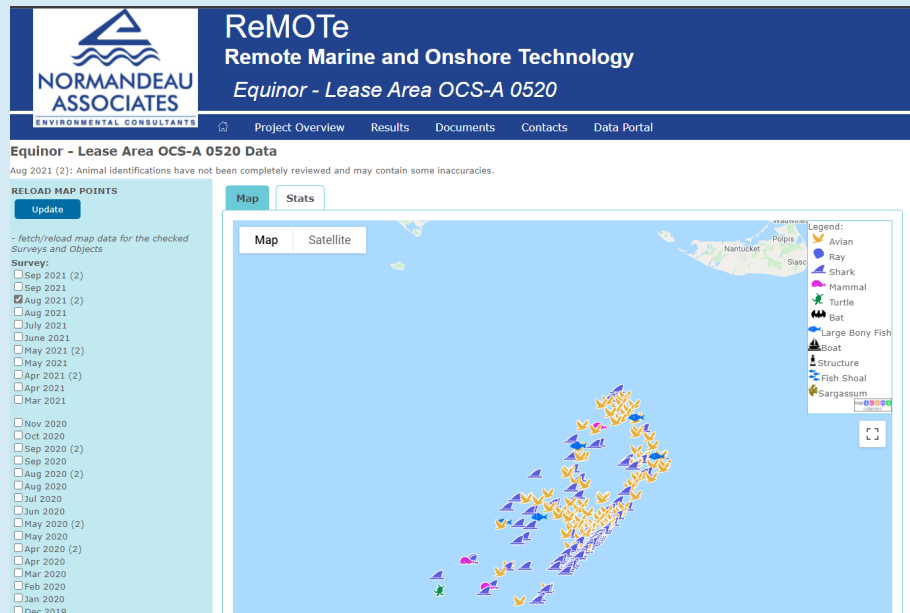 NORMANDEAU
ASSOCIATES
ENVIRONMENTAL CONSULTANTS
ReMOTe
Remote Marine and Onshore Technology
Equinor - Lease Area OCS-A 0520
Project Overview Results Documents Contacts Data Portal
Equinor - Lease Area OCS-A 0520 Data
Aug 2021 (2): Animal identifications have not been completely reviewed and may contain some inaccuracies.
RELOAD MAP POINTS
Update
- fetch/reload map data for the checked
Surveys and Objects
Survey:
Sep 2021 (2)
Sep 2021
Aug 2021 (2)
Aug 2021
July 2021
June 2021
May 2021 (2)
May 2021
Apr 2021 (2)
Apr 2021
Mar 2021
Nov 2020
Oct 2020
Sep 2020 (2)
Sep 2020
Aug 2020 (2)
Aug 2020
Jul 2020
Jun 2020
May 2020 (2)
May 2020
Apr 2020 (2)
Apr 2020
Mar 2020
Feb 2020
Jan 2020
Dec 2019
Map Stats
Map Satellite
Nantucket
Polpis
Siasc
Legend:
Avian
Ray
Shark
Mammal
Turtle
Bat
Large Bony Fish
Boat
Structure
Fish Shoal
Sargassum